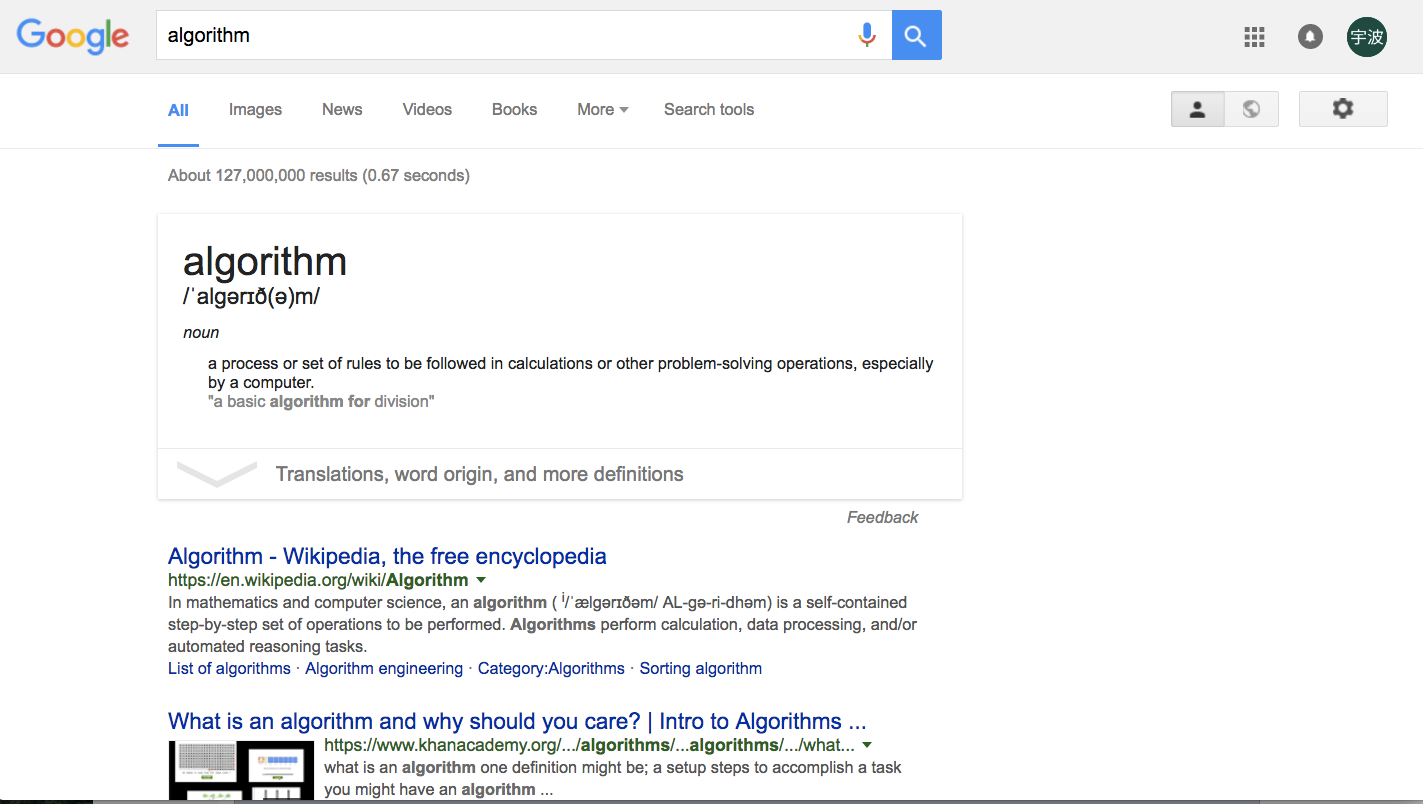 Google
algorithm
宇波
All Images News Videos Books More Search tools
About 127,000,000 results (0.67 seconds)
algorithm
/ˈalɡərɪð(ə)m/
noun
a process or set of rules to be followed in calculations or other problem-solving operations, especially
by a computer.
"a basic algorithm for division"
Translations, word origin, and more definitions
Feedback
Algorithm - Wikipedia, the free encyclopedia
https://en.wikipedia.org/wiki/Algorithm
In mathematics and computer science, an algorithm ( i/ˈælɡərɪðəm/ AL-gə-ri-dhəm) is a self-contained
step-by-step set of operations to be performed. Algorithms perform calculation, data processing, and/or
automated reasoning tasks.
List of algorithms · Algorithm engineering · Category:Algorithms · Sorting algorithm
What is an algorithm and why should you care? | Intro to Algorithms ...
https://www.khanacademy.org/.../algorithms/...algorithms/.../what...
what is an algorithm one definition might be; a setup steps to accomplish a task
you might have an algorithm ...